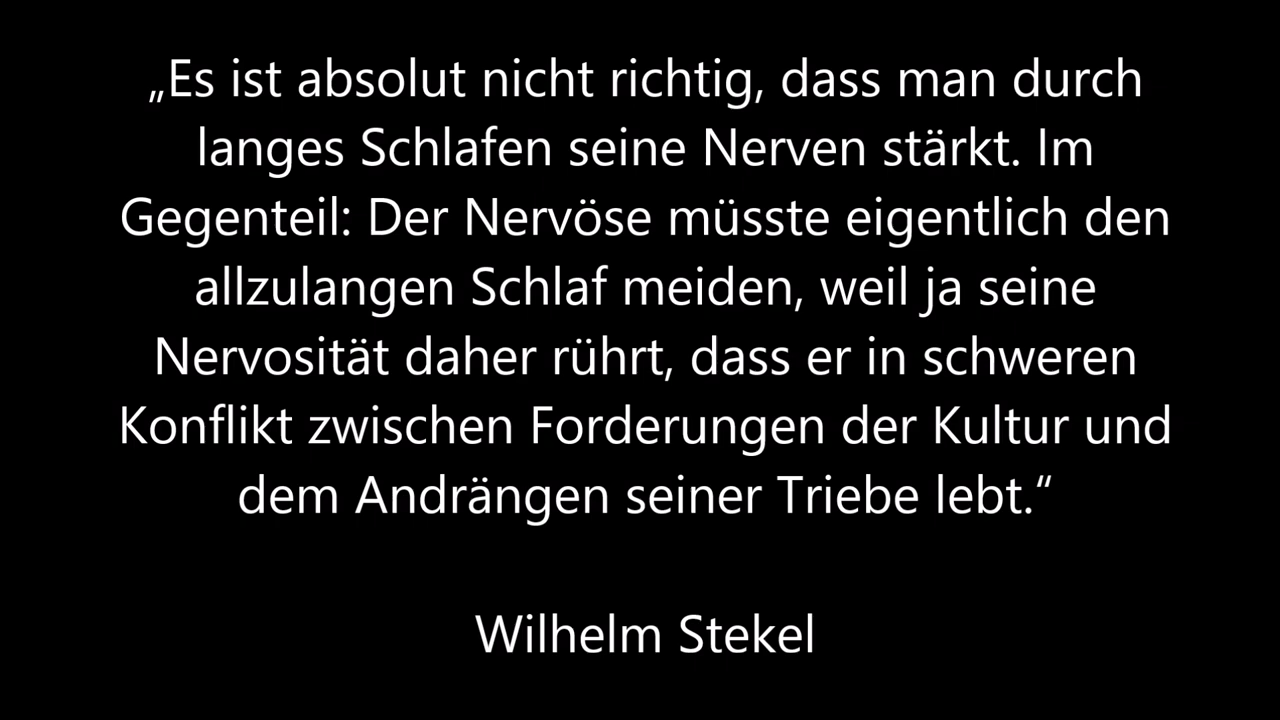 „Es ist absolut nicht richtig, dass man durch
langes Schlafen seine Nerven stärkt. Im
Gegenteil: Der Nervöse müsste eigentlich den
allzulangen Schlaf meiden, weil ja seine
Nervosität daher rührt, dass er in schweren
Konflikt zwischen Forderungen der Kultur und
dem Andrängen seiner Triebe lebt.“
Wilhelm Stekel